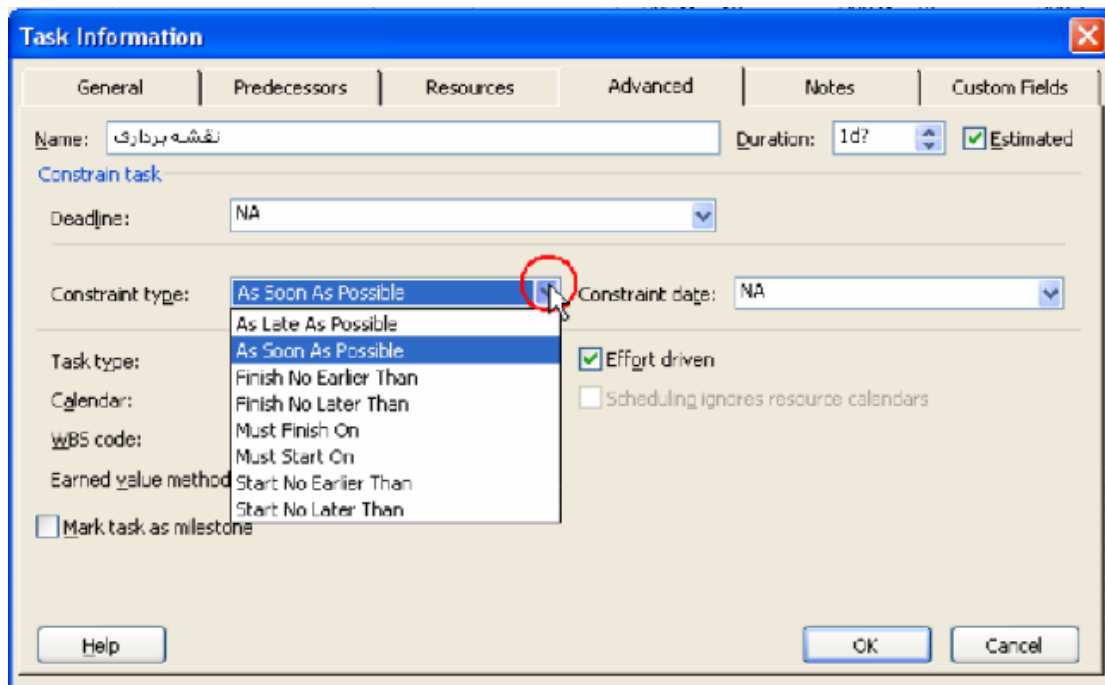 Task Information
General Predecessors Resources Advanced Notes Custom Fields
Name: نقشه برداری Duration: 1d? Estimated
Constrain task
Deadline: NA
Constraint type: As Soon As Possible Constraint date: NA
As Late As Possible
As Soon As Possible
Finish No Earlier Than
Finish No Later Than
Must Finish On
Must Start On
Start No Earlier Than
Start No Later Than
Task type: Effort driven
Calendar: Scheduling ignores resource calendars
WBS code:
Earned value method
Mark task as milestone
Help OK Cancel